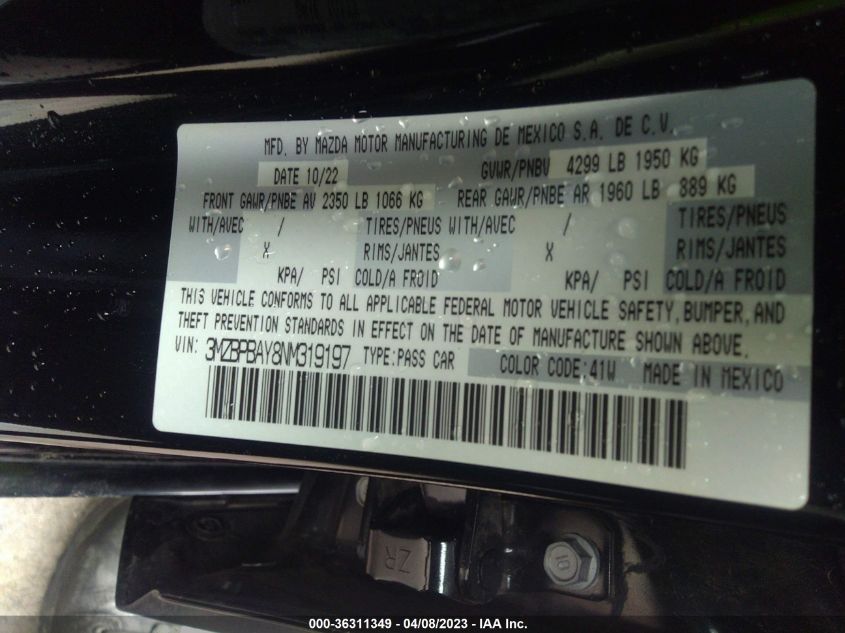 MFD. BY MAZDA MOTOR MANUFACTURING DE MEXICO S.A. DE C.V.
DATE 10/22 GVWR/PNBV 4299 LB 1950 KG
FRONT GAWR/PNBE AV 2350 LB 1066 KG REAR GAWR/PNBE AR 1960 LB 889 KG
WITH/AVEC / TIRES/PNEUS WITH/AVEC / TIRES/PNEUS
X RIMS/JANTES X RIMS/JANTES
KPA/ PSI COLD/A FROID KPA/ PSI COLD/A FROID
THIS VEHICLE CONFORMS TO ALL APPLICABLE FEDERAL MOTOR VEHICLE SAFETY, BUMPER, AND
THEFT PREVENTION STANDARDS IN EFFECT ON THE DATE OF MANUFACTURE SHOWN ABOVE.
VIN: 3MZBPBAY8NM319197 TYPE:PASS CAR COLOR CODE:41W MADE IN MEXICO
ZR
000-36311349 - 04/08/2023 - IAA Inc.